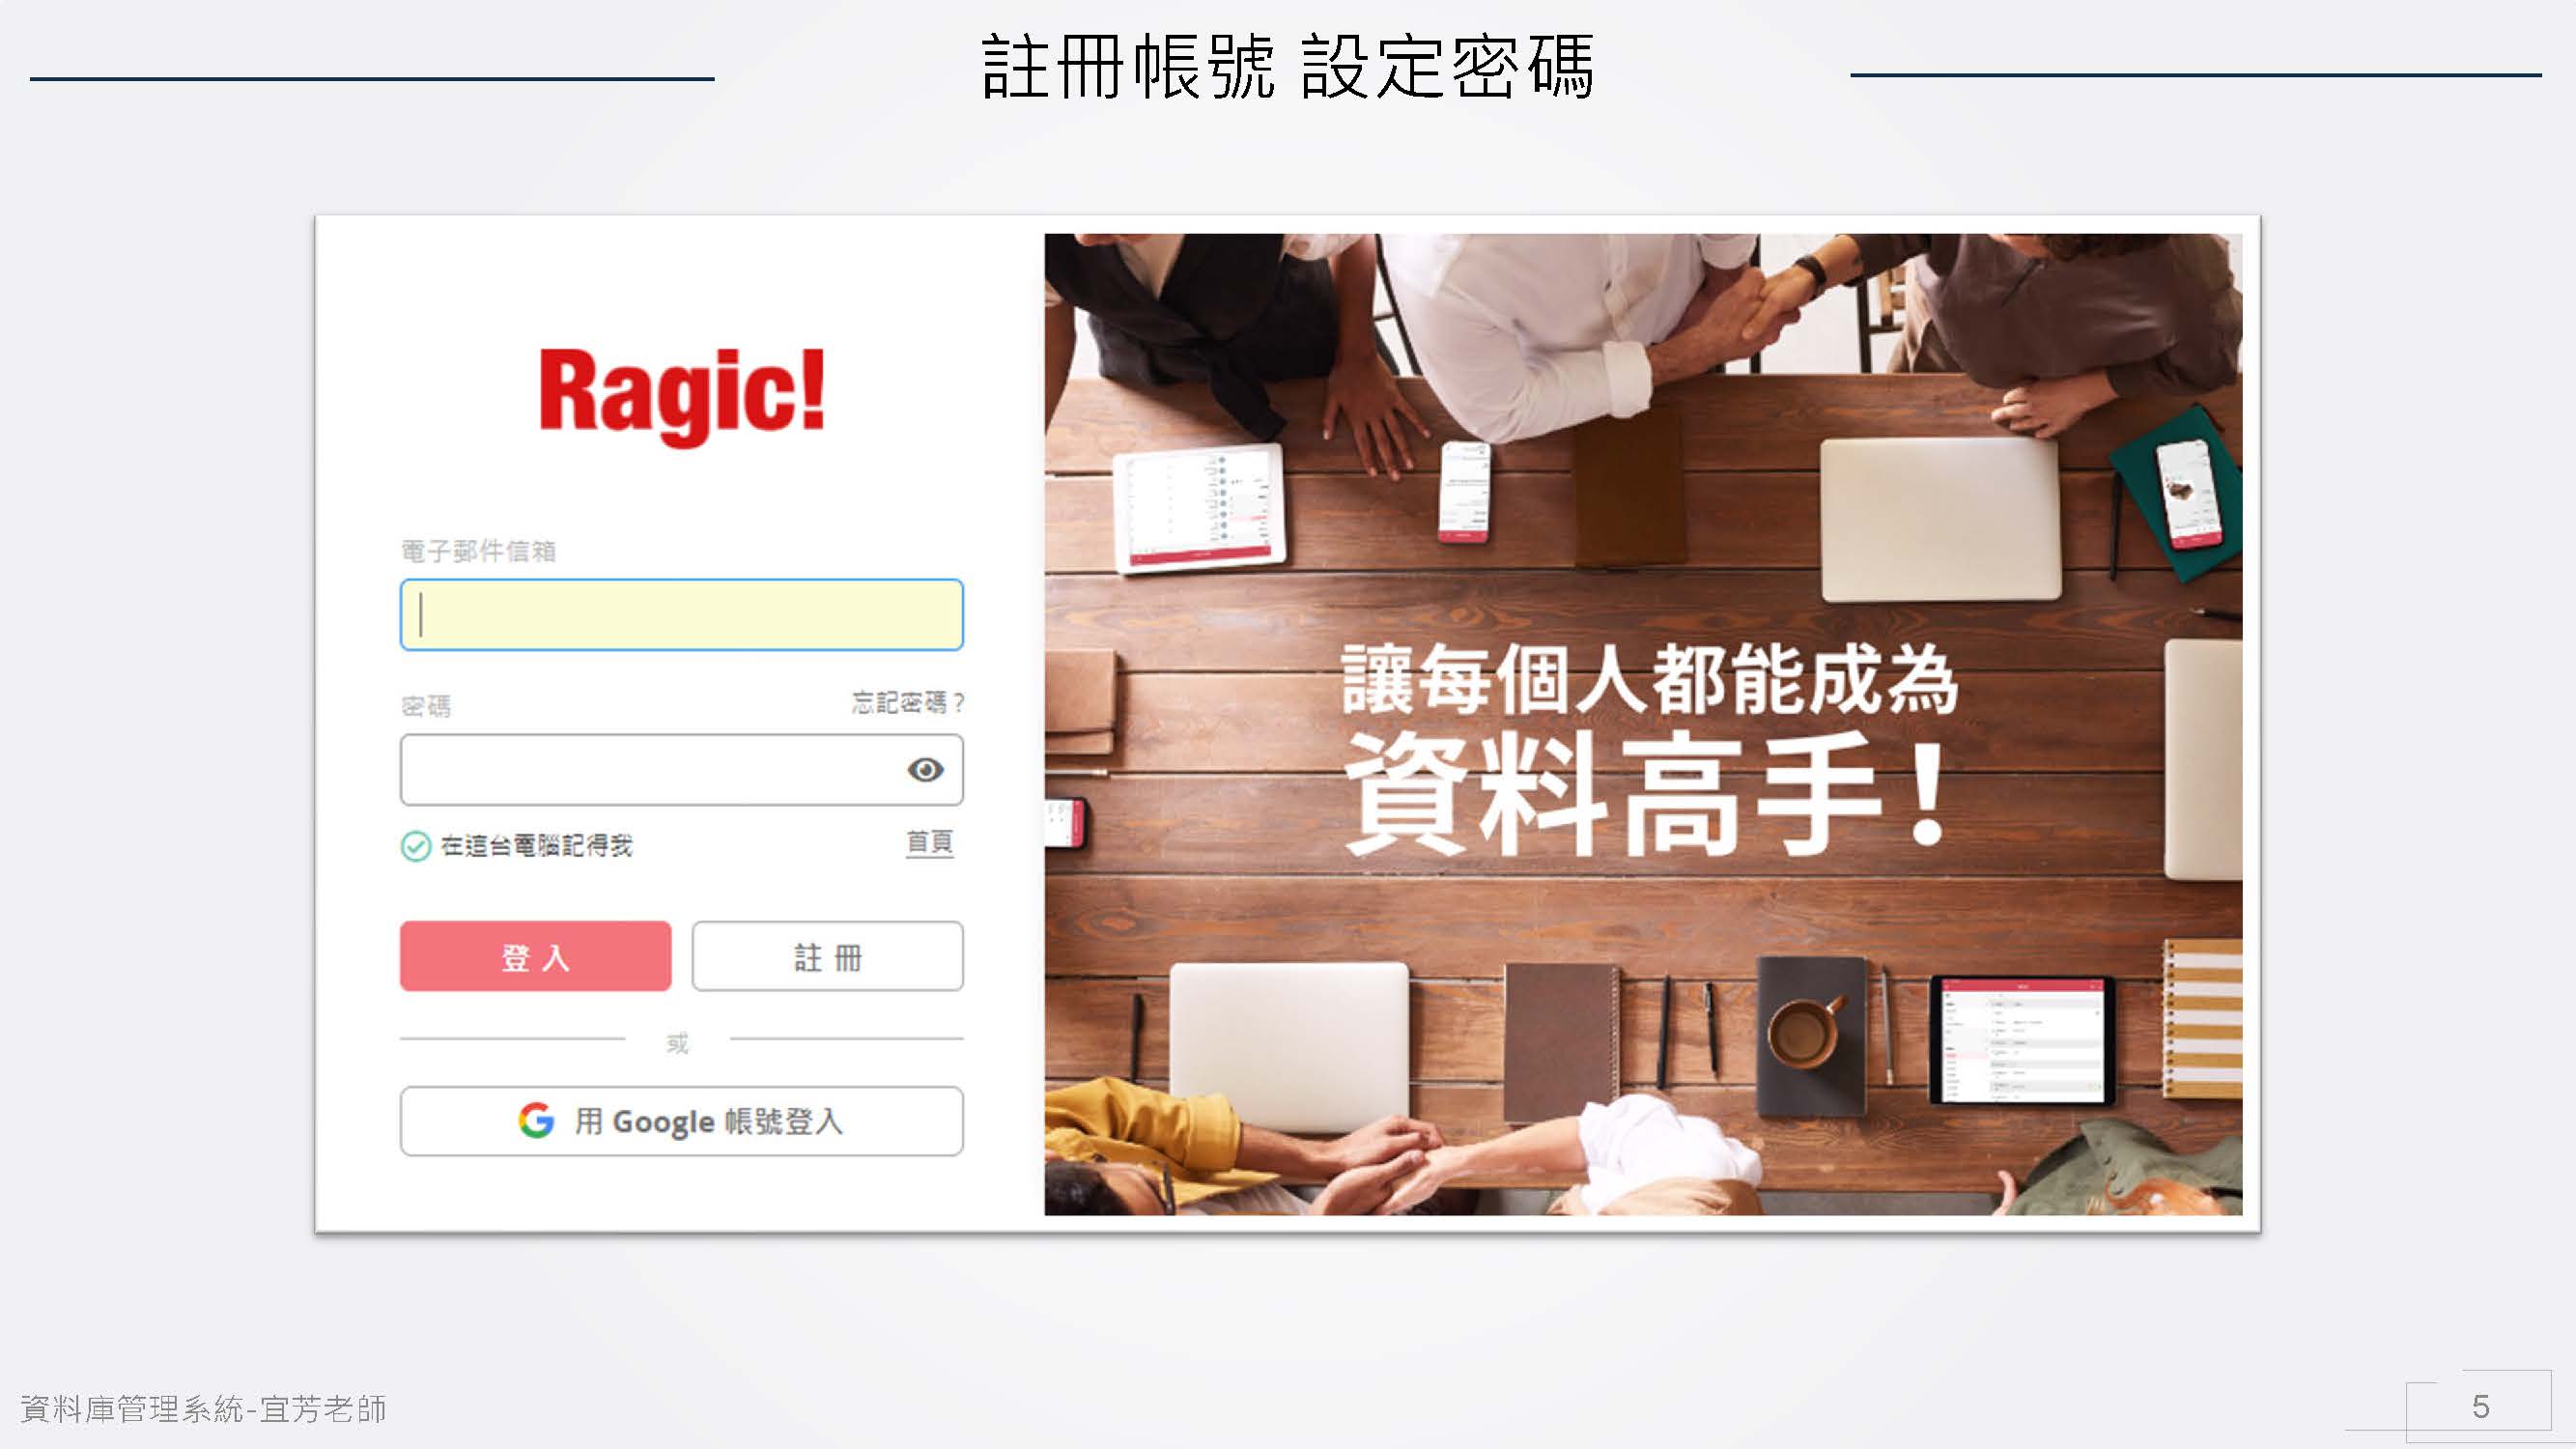 註冊帳號 設定密碼
Ragic!
電子郵件信箱
密碼
忘記密碼？
在這台電腦記得我
首頁
登入
註冊
或
用 Google 帳號登入
讓每個人都能成為
資料高手！
資料庫管理系統-宜芳老師
5